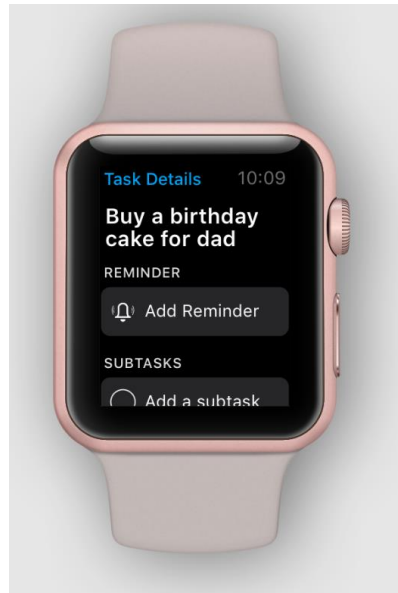 Task Details 10:09
Buy a birthday
cake for dad
REMINDER
Add Reminder
SUBTASKS
Add a subtask